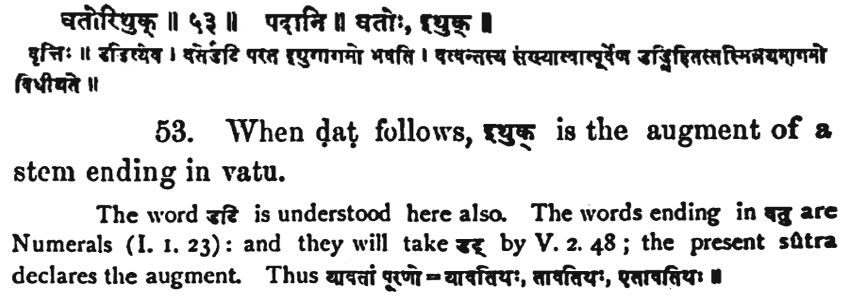 वतोरिथुक् ॥ ५३ ॥ पदानि ॥ वतोः, इथुक् ॥
वृत्तिः ॥ डडित्येव । वतोर्डटि परत इथुगागमो भवति । वत्वन्तस्य संख्यात्वात्पूर्वेण डड्विहितस्तस्मिन्नयमागमो
विधीयते ॥
53. When ḍaṭ follows, इथुक् is the augment of a
stem ending in vatu.
The word डटि is understood here also. The words ending in वतु are
Numerals (I. 1. 23): and they will take डट् by V. 2. 48; the present sûtra
declares the augment. Thus यावतां पूरणो = यावतिथः, तावतिथः, एतावतिथः ॥